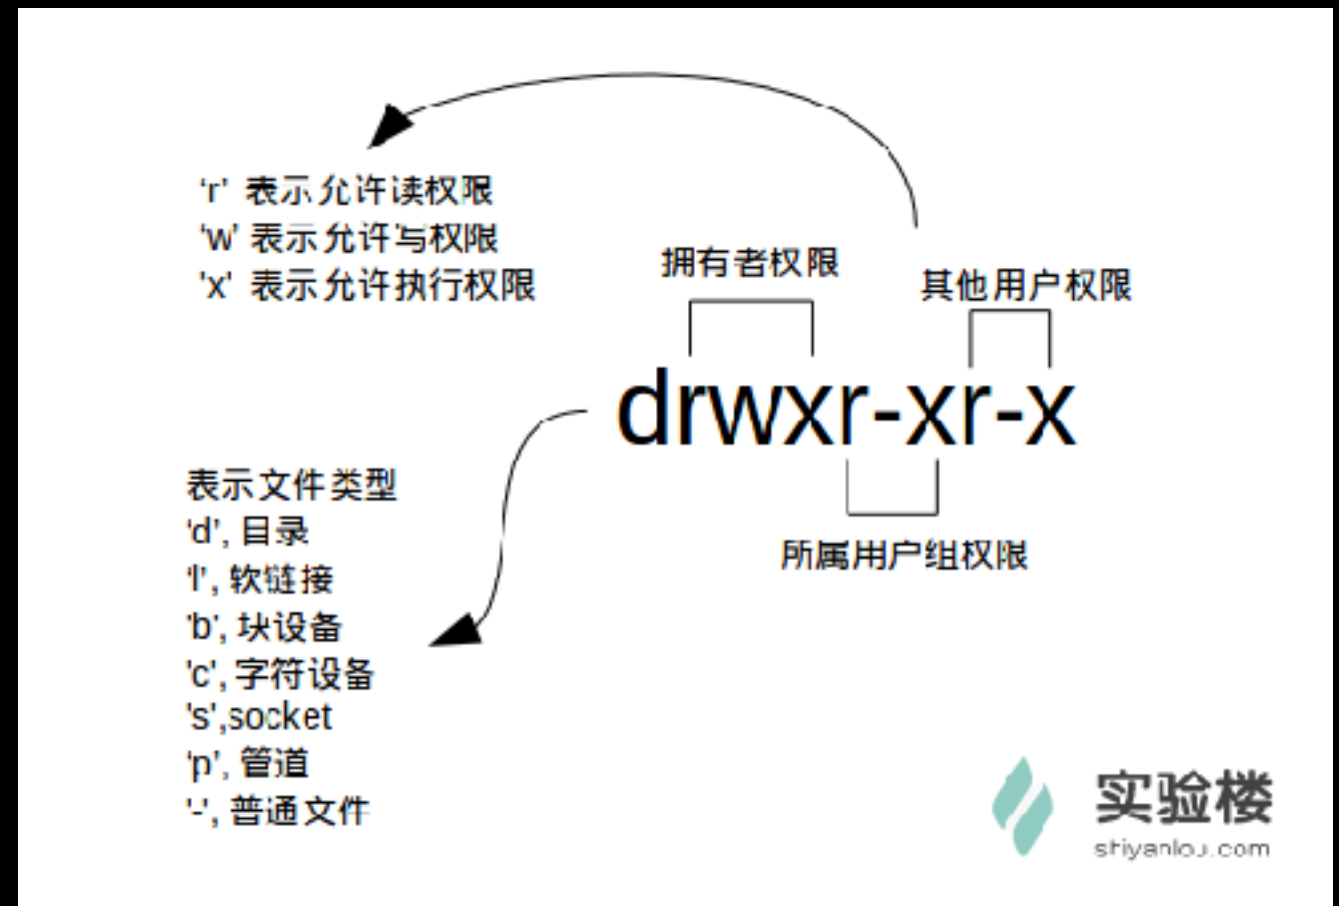 ‘r’ 表示允许读权限
‘w’ 表示允许写权限
'x' 表示允许执行权限
拥有者权限
其他用户权限
drwxr-xr-x
所属用户组权限
表示文件类型
‘d’, 目录
‘l’, 软链接
'b', 块设备
'c', 字符设备
's',socket
‘p’, 管道
'-', 普通文件
实验楼
shiyanlou.com